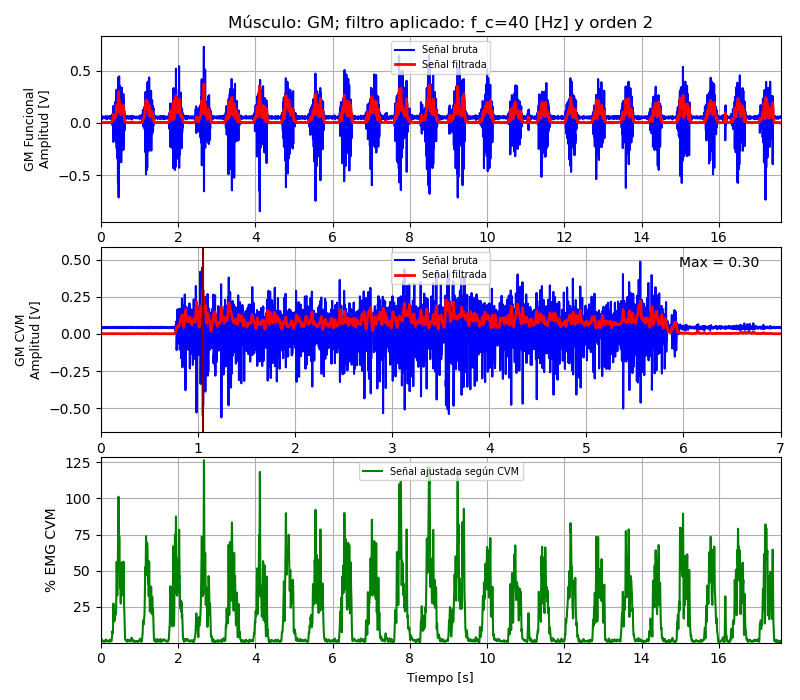 Músculo: GM; filtro aplicado: f_c=40 [Hz] y orden 2
GM Funcional
Amplitud [V]
0.5
0.0
−0.5
Señal bruta
Señal filtrada
0 2 4 6 8 10 12 14 16
GM CVM
Amplitud [V]
0.50
0.25
0.00
−0.25
−0.50
Señal bruta
Señal filtrada
Max = 0.30
0 1 2 3 4 5 6 7
% EMG CVM
125
100
75
50
25
Señal ajustada según CVM
0 2 4 6 8 10 12 14 16
Tiempo [s]